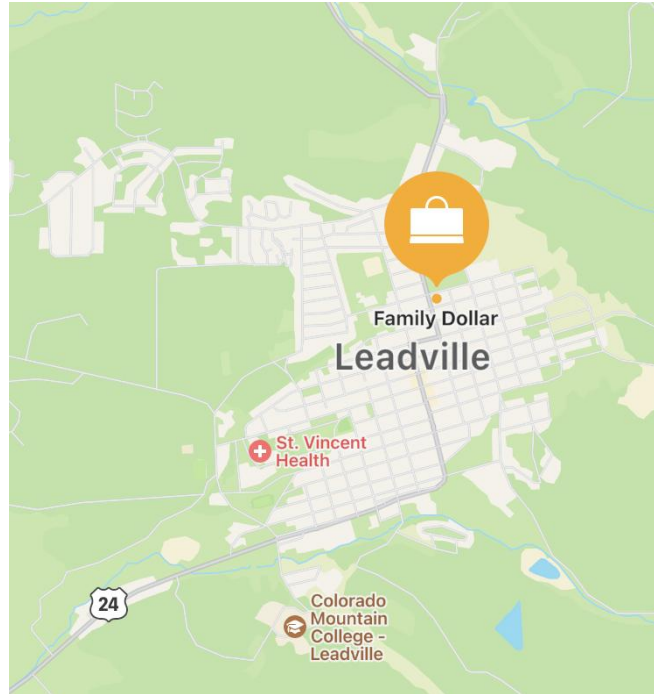 Family Dollar
Leadville
St. Vincent
Health
24
Colorado
Mountain
College -
Leadville